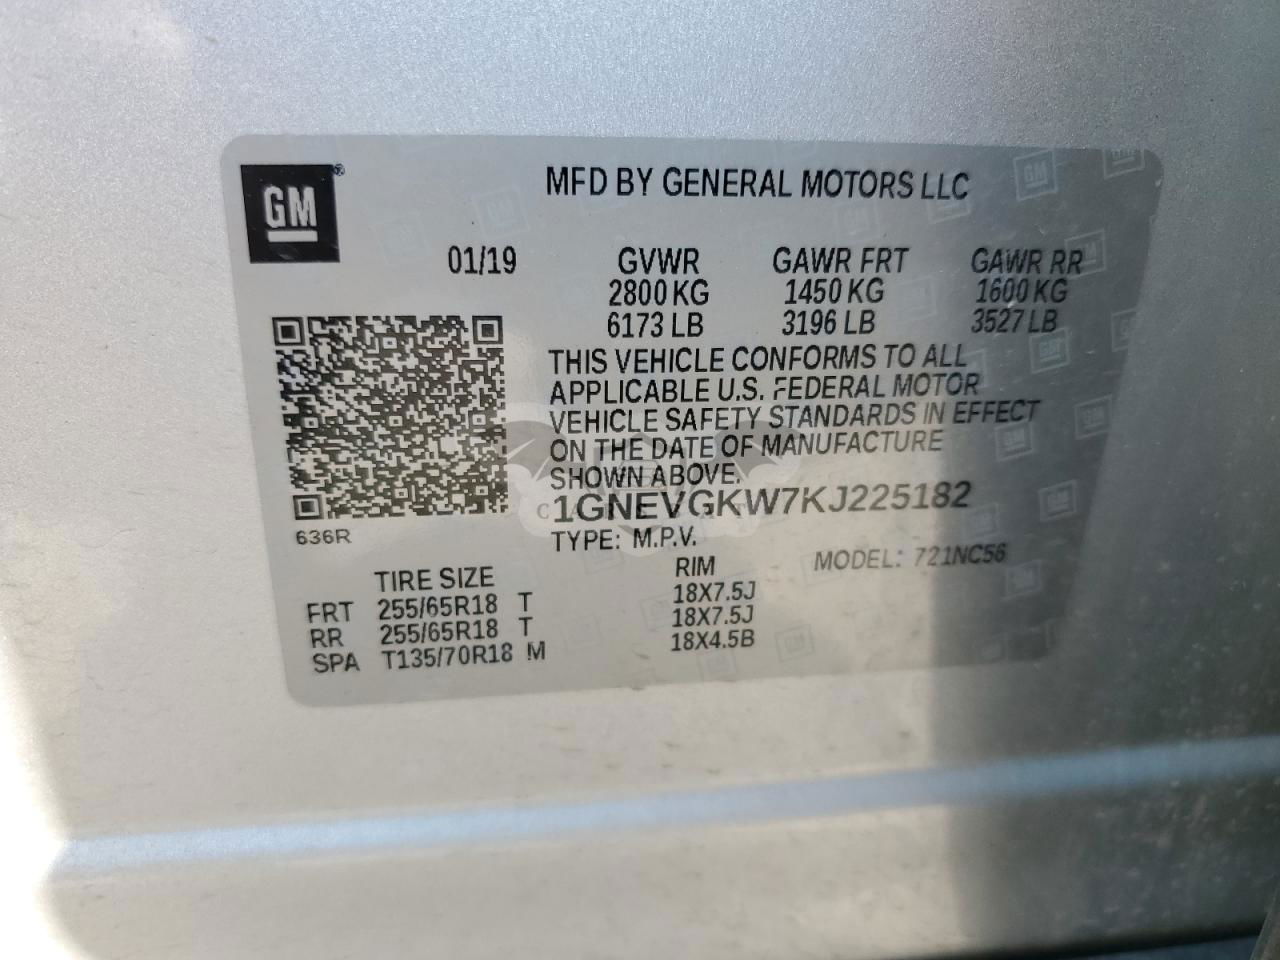 GM
MFD BY GENERAL MOTORS LLC
01/19 GVWR GAWR FRT GAWR RR
2800 KG 1450 KG 1600 KG
6173 LB 3196 LB 3527 LB
THIS VEHICLE CONFORMS TO ALL
APPLICABLE U.S. FEDERAL MOTOR
VEHICLE SAFETY STANDARDS IN EFFECT
ON THE DATE OF MANUFACTURE
SHOWN ABOVE.
1GNEVGKW7KJ225182
636R
TYPE: M.P.V.
MODEL: 721NC56
TIRE SIZE RIM
FRT 255/65R18 T 18X7.5J
RR 255/65R18 T 18X7.5J
SPA T135/70R18 M 18X4.5B